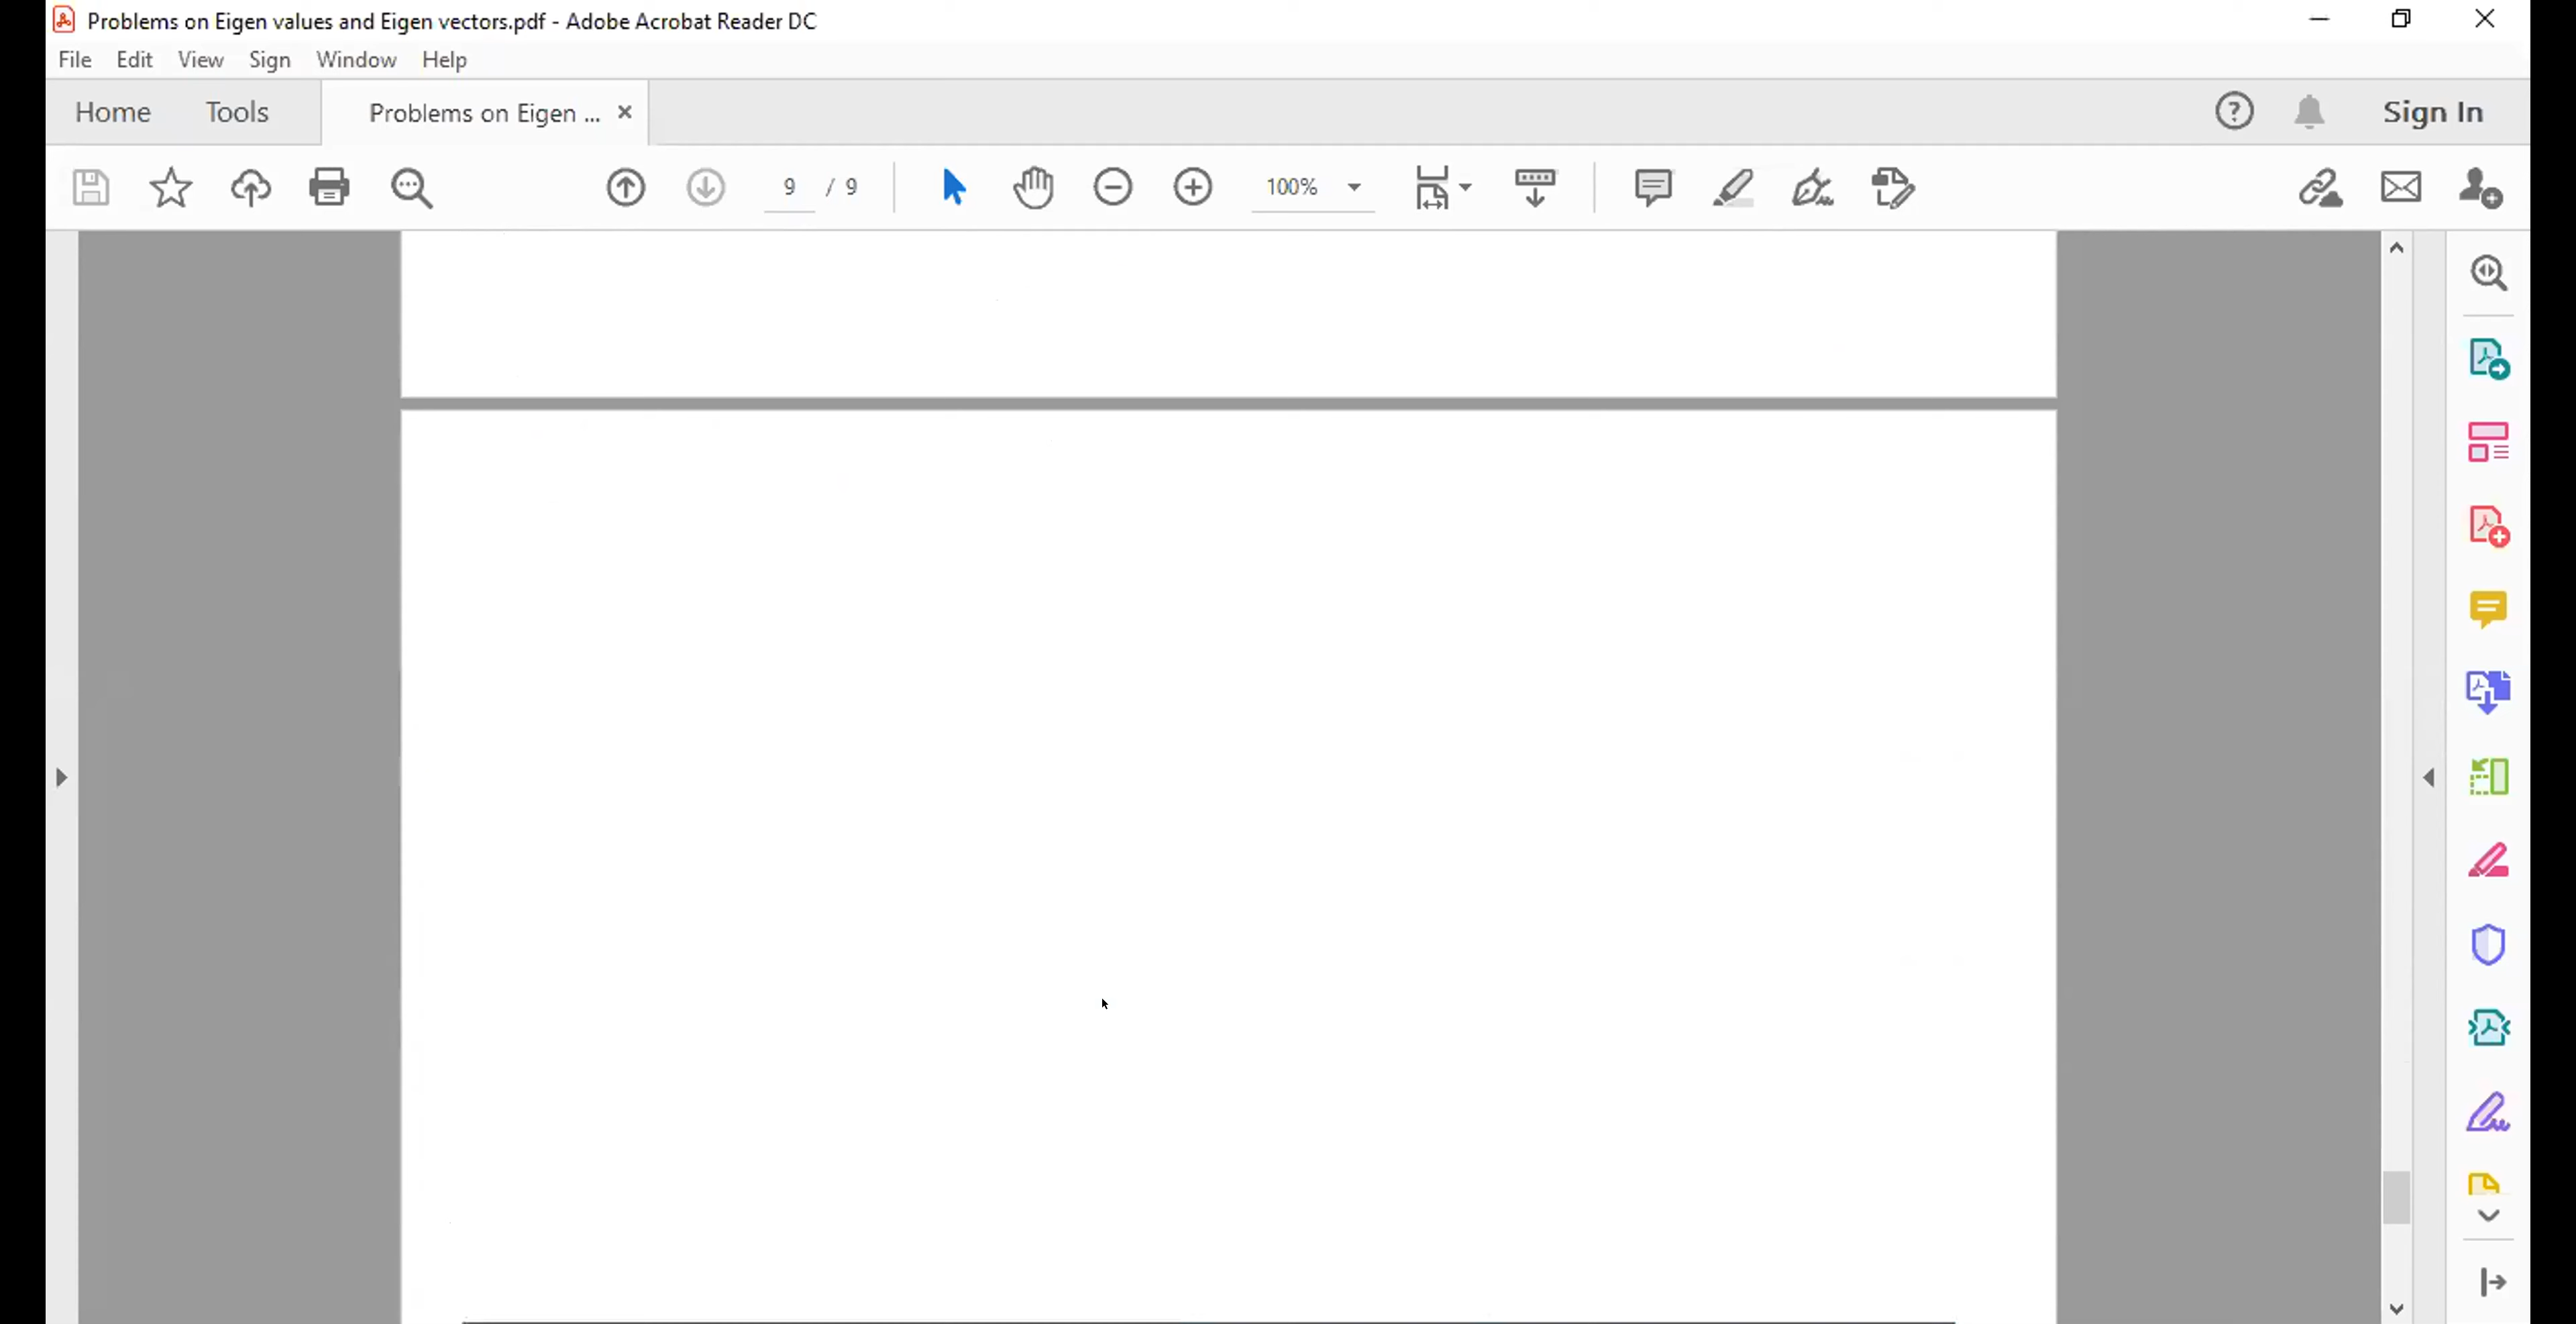 Problems on Eigen values and Eigen vectors.pdf - Adobe Acrobat Reader DC
File Edit View Sign Window Help
Home Tools Problems on Eigen ... Sign In
9 / 9 100%